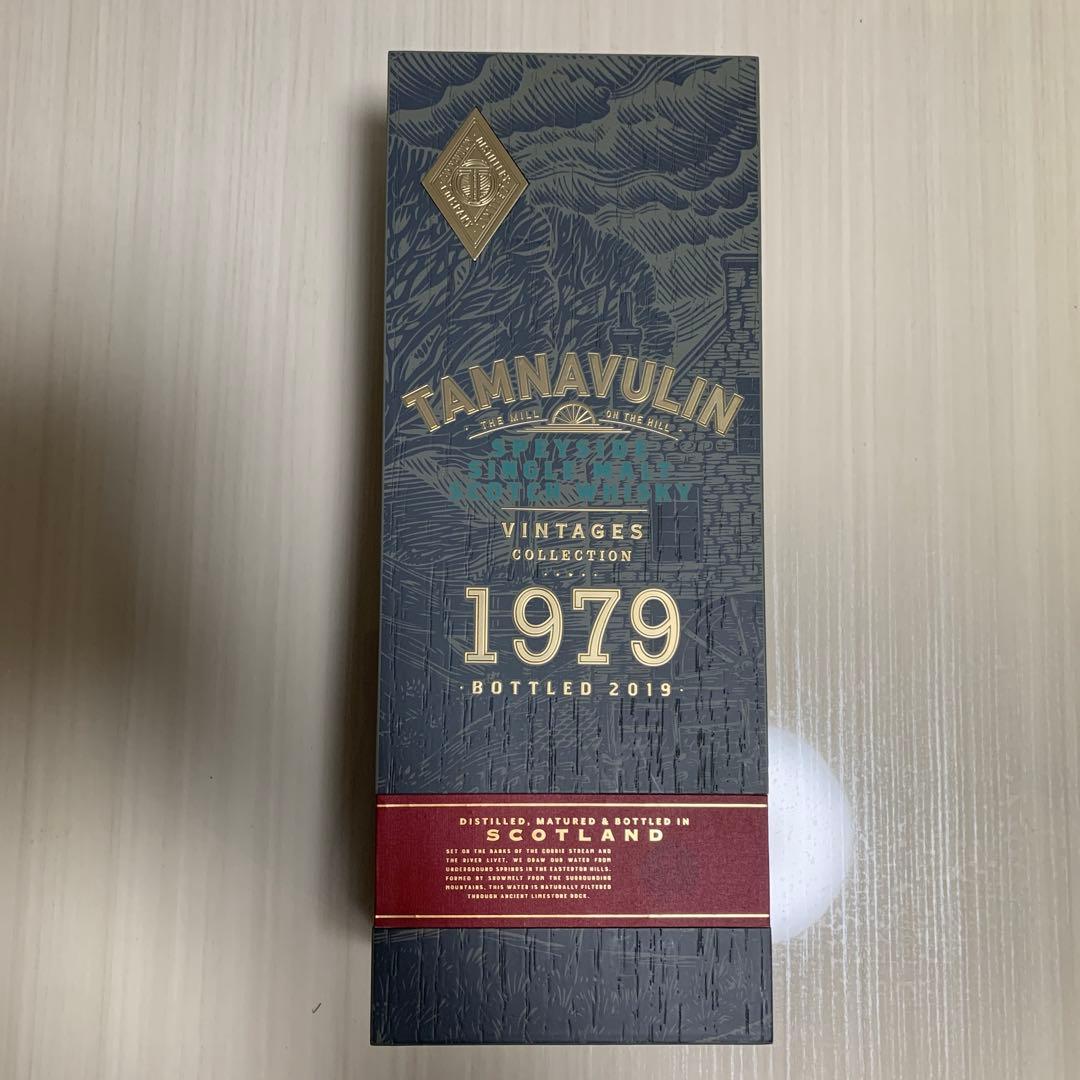 DISTILLERY
COMPANY
TAMNAVULIN
THE MILL ON THE HILL
SPEYSIDE
SINGLE MALT
SCOTCH WHISKY
VINTAGES
COLLECTION
1979
·BOTTLED 2019·
DISTILLED, MATURED & BOTTLED IN
SCOTLAND
SET ON THE BANKS OF THE CORRIE STREAM AND
THE RIVER LIVET, WE DRAW OUR WATER FROM
UNDERGROUND SPRINGS IN THE EASTERTON HILLS.
FORMED BY SNOWMELT FROM THE SURROUNDING
MOUNTAINS, THIS WATER IS NATURALLY FILTERED
THROUGH ANCIENT LIMESTONE ROCK.